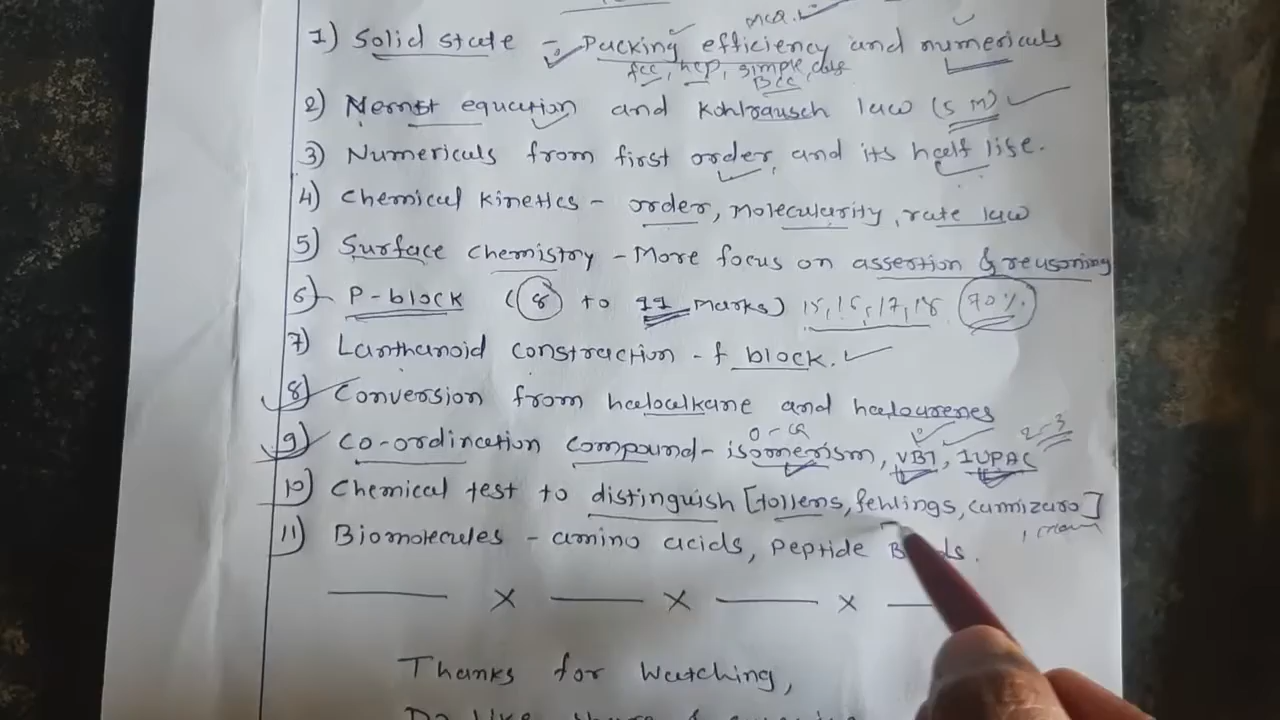 mcq.
1) Solid state - Packing efficiency and numericals
fcc, hcp, simple,
BCC
2) Nernst equation and Kohlrausch law (5 m)
3) Numericals from first order, and its half life.
4) Chemical kinetics - order, Molecularity, rate law
5) Surface chemistry - More focus on assertion & reasoning
6) P-block (8 to 11 Marks) 15, 16, 17, 18 70%
7) Lanthanoid constraction - f block.
8) Conversion from haloalkane and haloarenes
9) Co-ordination compound - isomerism, VBT, IUPAC 2-3
10) Chemical test to distinguish [tollens, fehlings, cannizaro]
11) Biomolecules - amino acids, Peptide
Thanks for Watching,